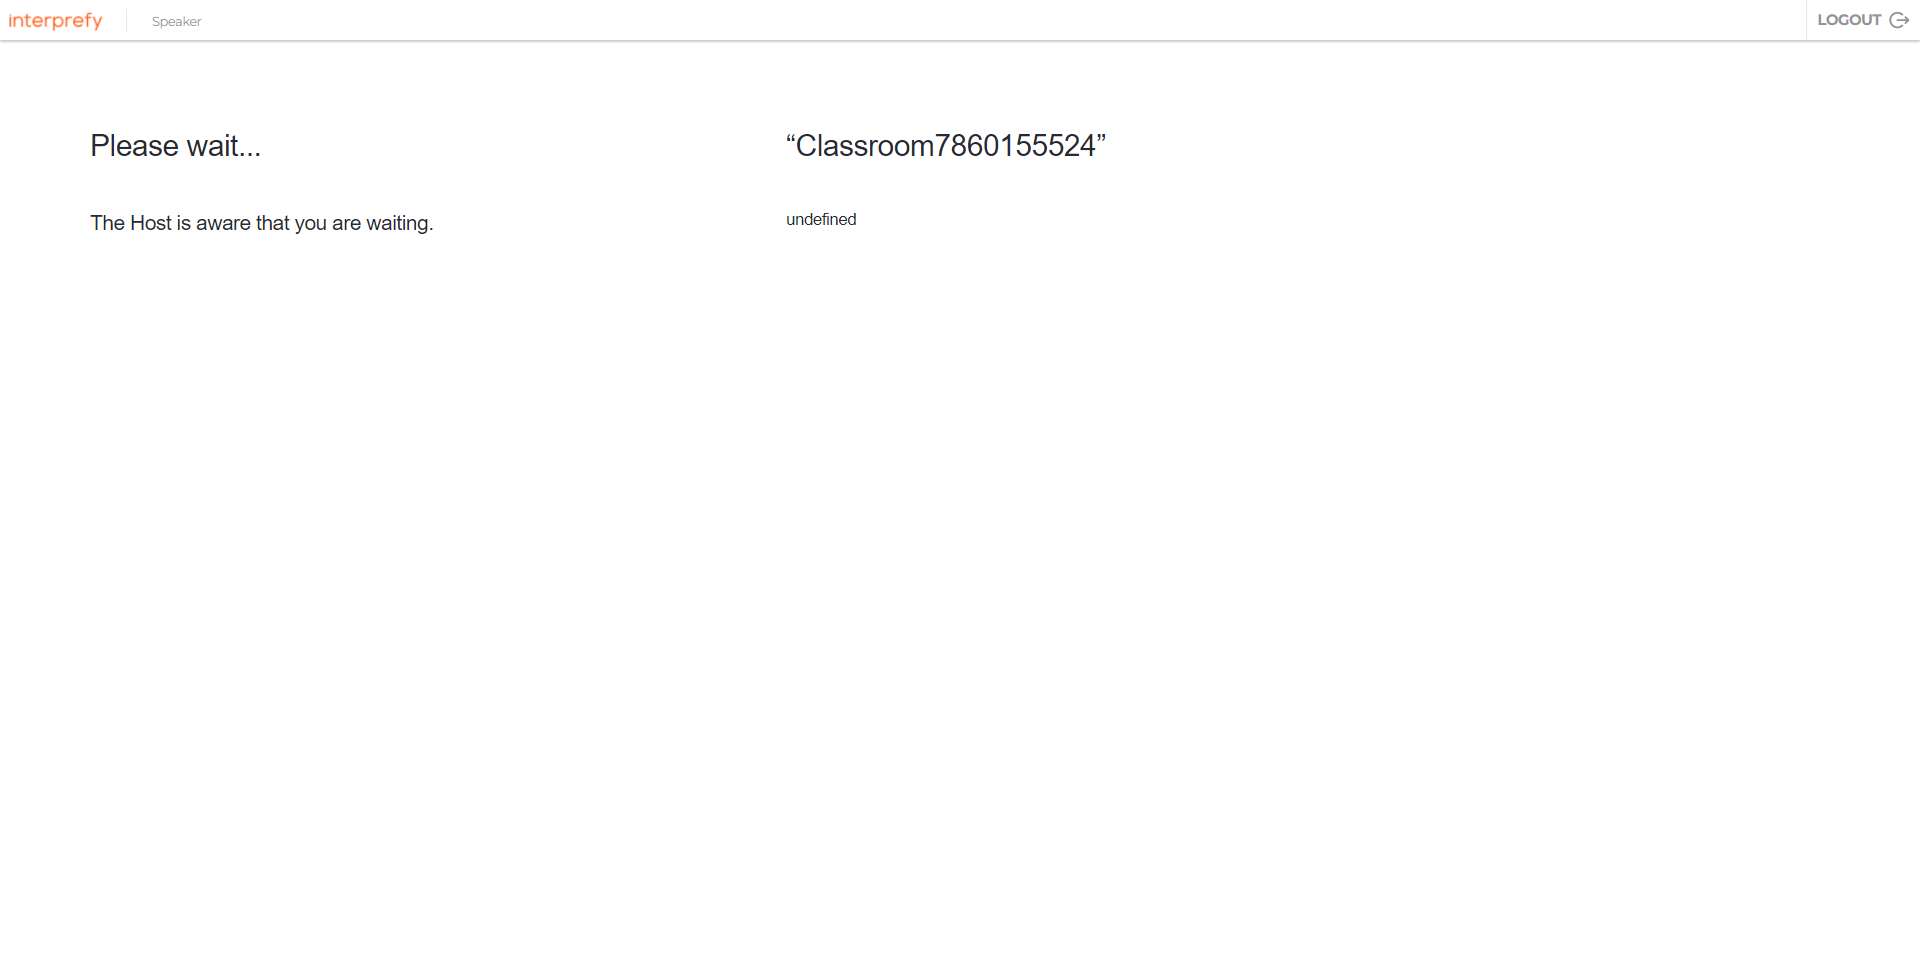 interprefy
Speaker
LOGOUT
Please wait...
“Classroom7860155524”
The Host is aware that you are waiting.
undefined